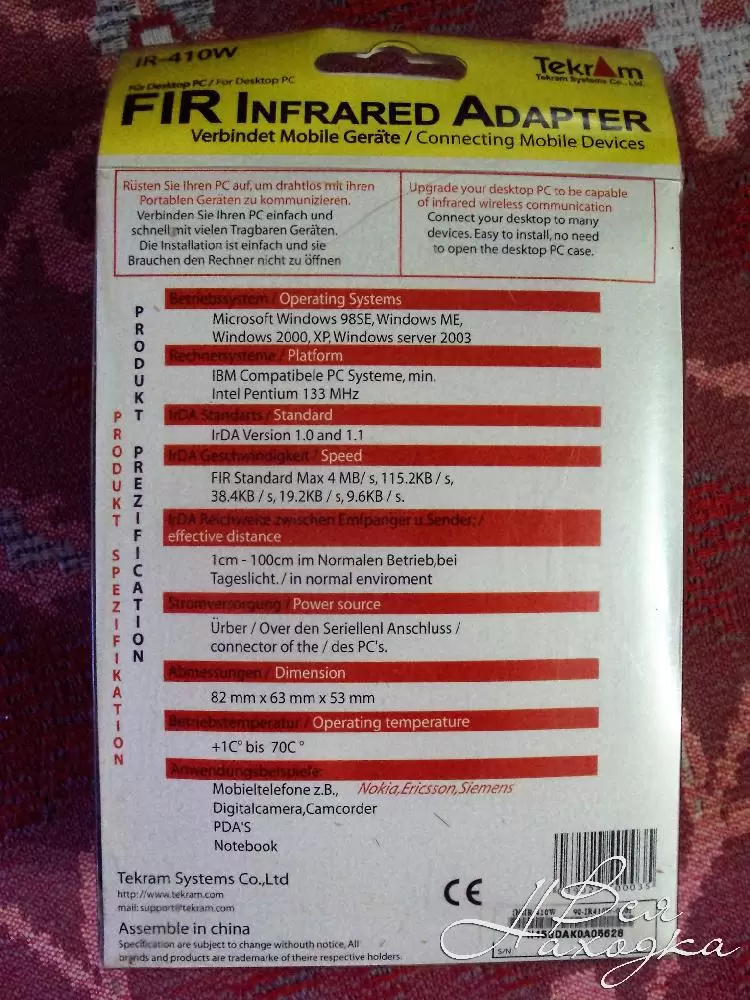 IR-410W
Tekram
Tekram Systems Co., Ltd.
Für Desktop PC / For Desktop PC
FIR INFRARED ADAPTER
Verbindet Mobile Geräte / Connecting Mobile Devices
Rüsten Sie Ihren PC auf, um drahtlos mit ihren
Portablen Geräten zu kommunizieren.
Verbinden Sie Ihren PC einfach und
schnell mit vielen Tragbaren Geräten.
Die Installation ist einfach und sie
Brauchen den Rechner nicht zu öffnen
Upgrade your desktop PC to be capable
of infrared wireless communication
Connect your desktop to many
devices. Easy to install, no need
to open the desktop PC case.
PRODUKT SPEZIFIKATION
PRODUKT PREZIFICATION
Betriebssystem / Operating Systems
Microsoft Windows 98SE, Windows ME,
Windows 2000, XP, Windows server 2003
Rechnersysteme / Platform
IBM Compatibele PC Systeme, min.
Intel Pentium 133 MHz
IrDA Standarts / Standard
IrDA Version 1.0 and 1.1
IrDA Geschwindigkeit / Speed
FIR Standard Max 4 MB/ s, 115.2KB / s,
38.4KB / s, 19.2KB / s, 9.6KB / s.
IrDA Reichweite zwischen Emfpänger u. Sender, /
effective distance
1cm - 100cm im Normalen Betrieb,bei
Tageslicht. / in normal enviroment
Stromversorgung / Power source
Ürber / Over den Seriellenl Anschluss /
connector of the / des PC's.
Abmessungen / Dimension
82 mm x 63 mm x 53 mm
Betriebstemperatur / Operating temperature
+1C° bis 70C °
Anwendungsbeispiele:
Mobieltelefone z.B., Nokia,Ericsson,Siemens
Digitalcamera,Camcorder
PDA'S
Notebook
Tekram Systems Co.,Ltd
http://www.tekram.com
mail: support@tekram.com
Assemble in china
Specification are subject to change withouth notice, All
brands and products are trademarke of theire respective holders.
CE
00035
S/N
Вся
Находка